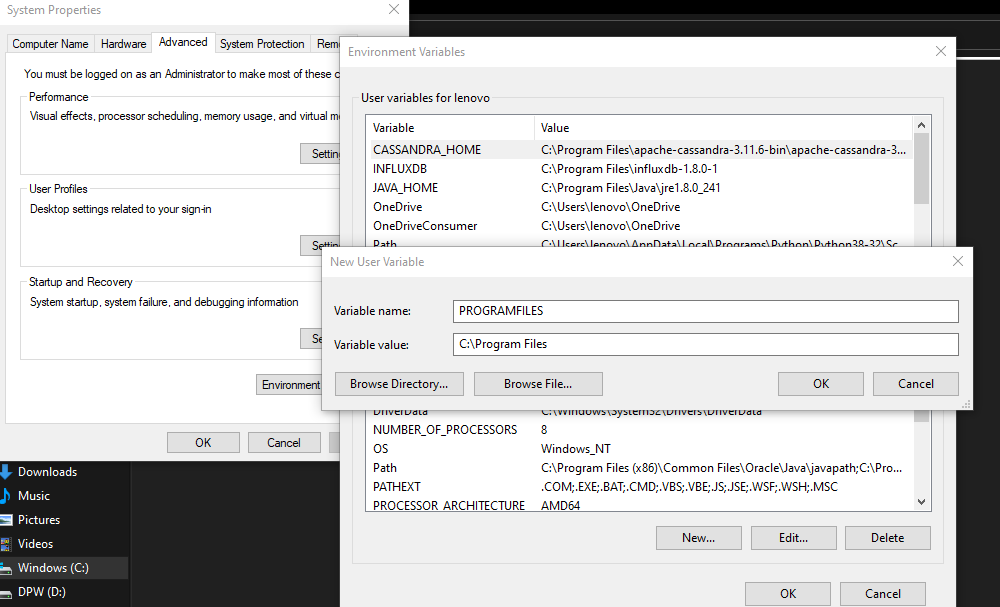 System Properties
Computer Name Hardware Advanced System Protection
You must be logged on as an Administrator to make most of these
Performance
Visual effects, processor scheduling, memory usage, and virtual
User Profiles
Desktop settings related to your sign-in
Startup and Recovery
System startup, system failure, and debugging information
Environment
OK Cancel
Environment Variables
User variables for lenovo
Variable Value
CASSANDRA_HOME C:\Program Files\apache-cassandra-3.11.6-bin\apache-cassandra-3...
INFLUXDB C:\Program Files\influxdb-1.8.0-1
JAVA_HOME C:\Program Files\Java\jre1.8.0_241
OneDrive C:\Users\lenovo\OneDrive
OneDriveConsumer C:\Users\lenovo\OneDrive
Path C:\Users\lenovo\AppData\Local\Programs\Python\Python38-32\Sc
New User Variable
Variable name: PROGRAMFILES
Variable value: C:\Program Files
Browse Directory... Browse File... OK Cancel
DriverData C:\Windows\System32\Drivers\DriverData
NUMBER_OF_PROCESSORS 8
OS Windows_NT
Path C:\Program Files (x86)\Common Files\Oracle\Java\javapath;C:\Pro...
PATHEXT .COM;.EXE;.BAT;.CMD;.VBS;.VBE;.JS;.JSE;.WSF;.WSH;.MSC
PROCESSOR_ARCHITECTURE AMD64
New... Edit... Delete
OK Cancel
Downloads
Music
Pictures
Videos
Windows (C:)
DPW (D:)